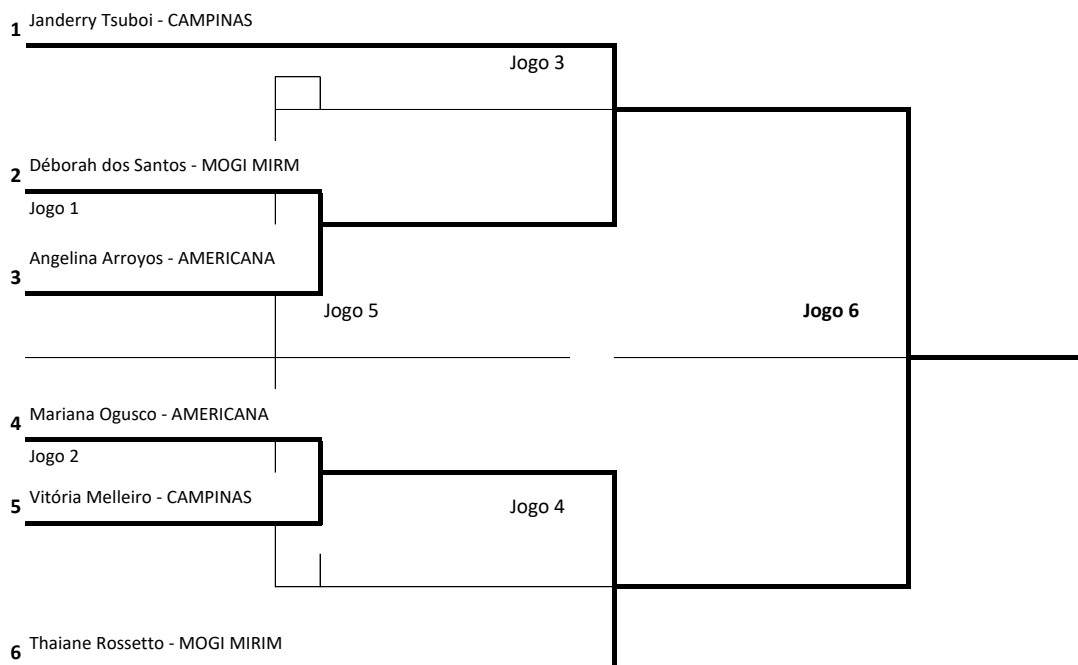 1 Janderry Tsuboi - CAMPINAS
Jogo 3
2 Déborah dos Santos - MOGI MIRM
Jogo 1
3 Angelina Arroyos - AMERICANA
Jogo 5
Jogo 6
4 Mariana Ogusco - AMERICANA
Jogo 2
5 Vitória Melleiro - CAMPINAS
Jogo 4
6 Thaiane Rossetto - MOGI MIRIM